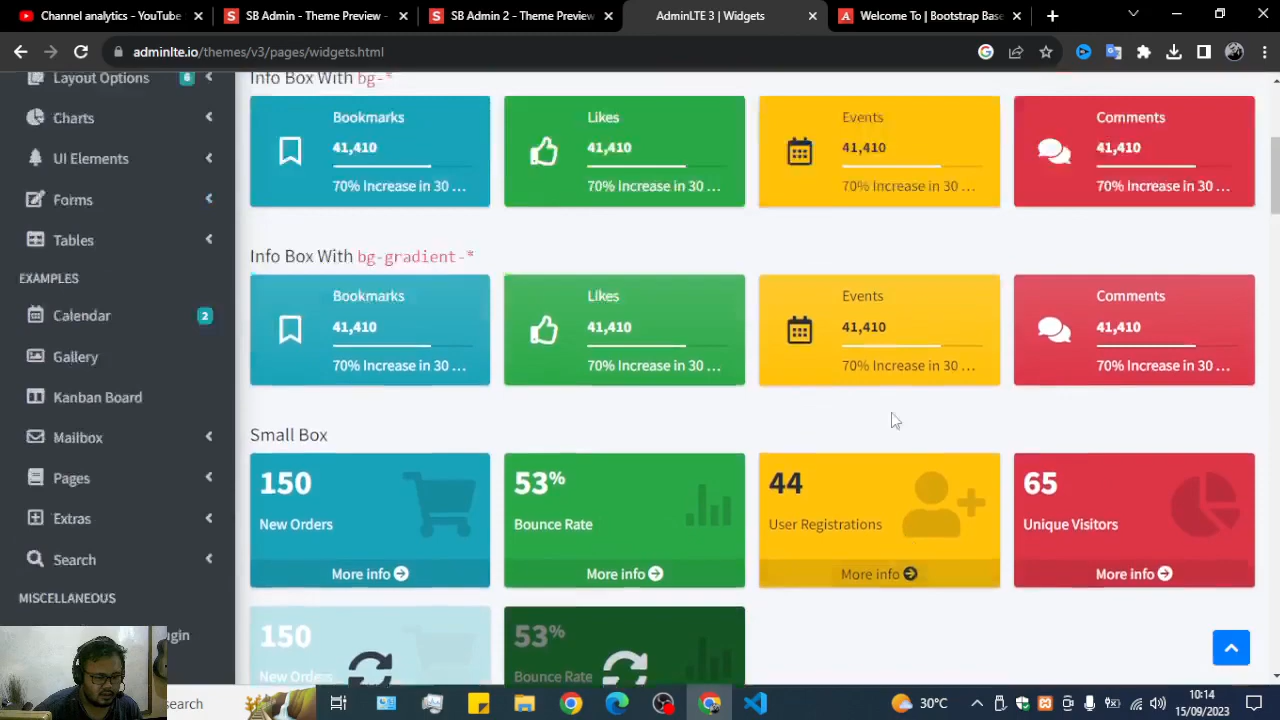 Channel analytics - YouTube
SB Admin - Theme Preview -
SB Admin 2 - Theme Preview
AdminLTE 3 | Widgets
Welcome To | Bootstrap Base
adminlte.io/themes/v3/pages/widgets.html
Layout Options
6
Charts
UI Elements
Forms
Tables
EXAMPLES
Calendar
2
Gallery
Kanban Board
Mailbox
Pages
Extras
Search
MISCELLANEOUS
Info Box With bg-*
Bookmarks
41,410
70% Increase in 30 ...
Likes
41,410
70% Increase in 30 ...
Events
41,410
70% Increase in 30 ...
Comments
41,410
70% Increase in 30 ...
Info Box With bg-gradient-*
Bookmarks
41,410
70% Increase in 30 ...
Likes
41,410
70% Increase in 30 ...
Events
41,410
70% Increase in 30 ...
Comments
41,410
70% Increase in 30 ...
Small Box
150
New Orders
More info
53%
Bounce Rate
More info
44
User Registrations
More info
65
Unique Visitors
More info
150
New Orders
53%
Bounce Rate
30°C
10:14
15/09/2023